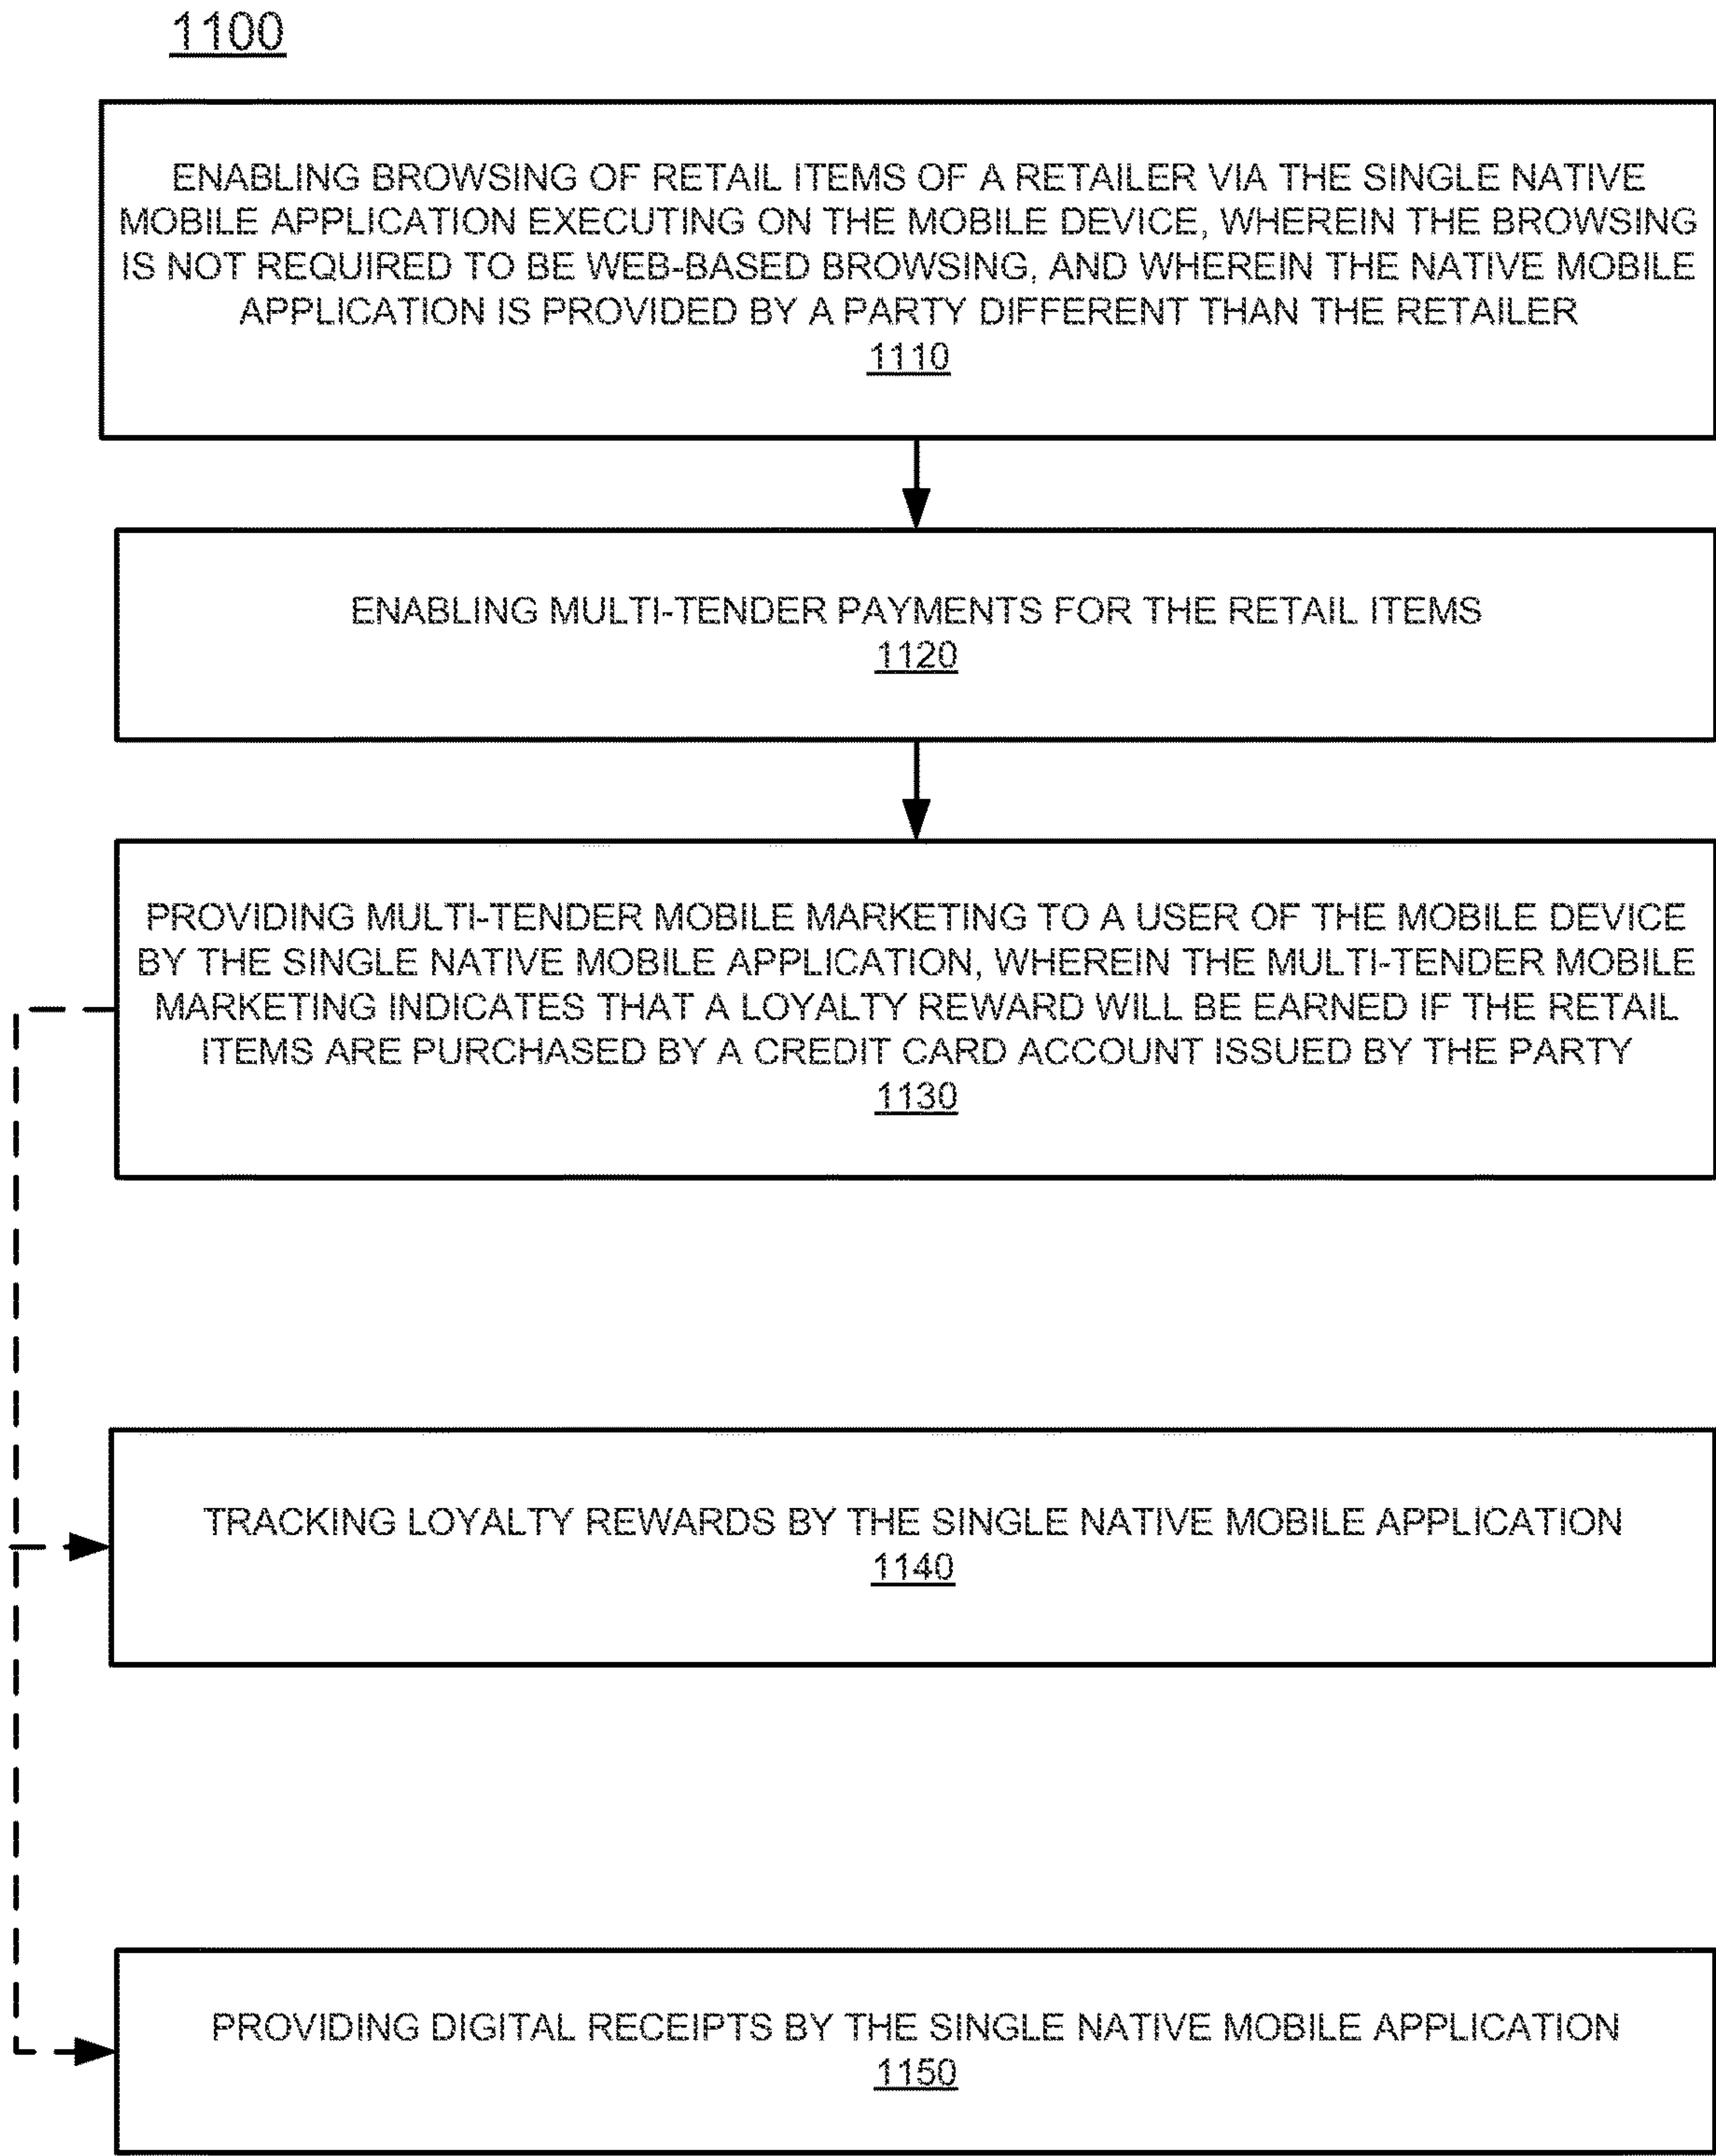 1100
ENABLING BROWSING OF RETAIL ITEMS OF A RETAILER VIA THE SINGLE NATIVE
MOBILE APPLICATION EXECUTING ON THE MOBILE DEVICE, WHEREIN THE BROWSING
IS NOT REQUIRED TO BE WEB-BASED BROWSING, AND WHEREIN THE NATIVE MOBILE
APPLICATION IS PROVIDED BY A PARTY DIFFERENT THAN THE RETAILER
1110
ENABLING MULTI-TENDER PAYMENTS FOR THE RETAIL ITEMS
1120
PROVIDING MULTI-TENDER MOBILE MARKETING TO A USER OF THE MOBILE DEVICE
BY THE SINGLE NATIVE MOBILE APPLICATION, WHEREIN THE MULTI-TENDER MOBILE
MARKETING INDICATES THAT A LOYALTY REWARD WILL BE EARNED IF THE RETAIL
ITEMS ARE PURCHASED BY A CREDIT CARD ACCOUNT ISSUED BY THE PARTY
1130
TRACKING LOYALTY REWARDS BY THE SINGLE NATIVE MOBILE APPLICATION
1140
PROVIDING DIGITAL RECEIPTS BY THE SINGLE NATIVE MOBILE APPLICATION
1150